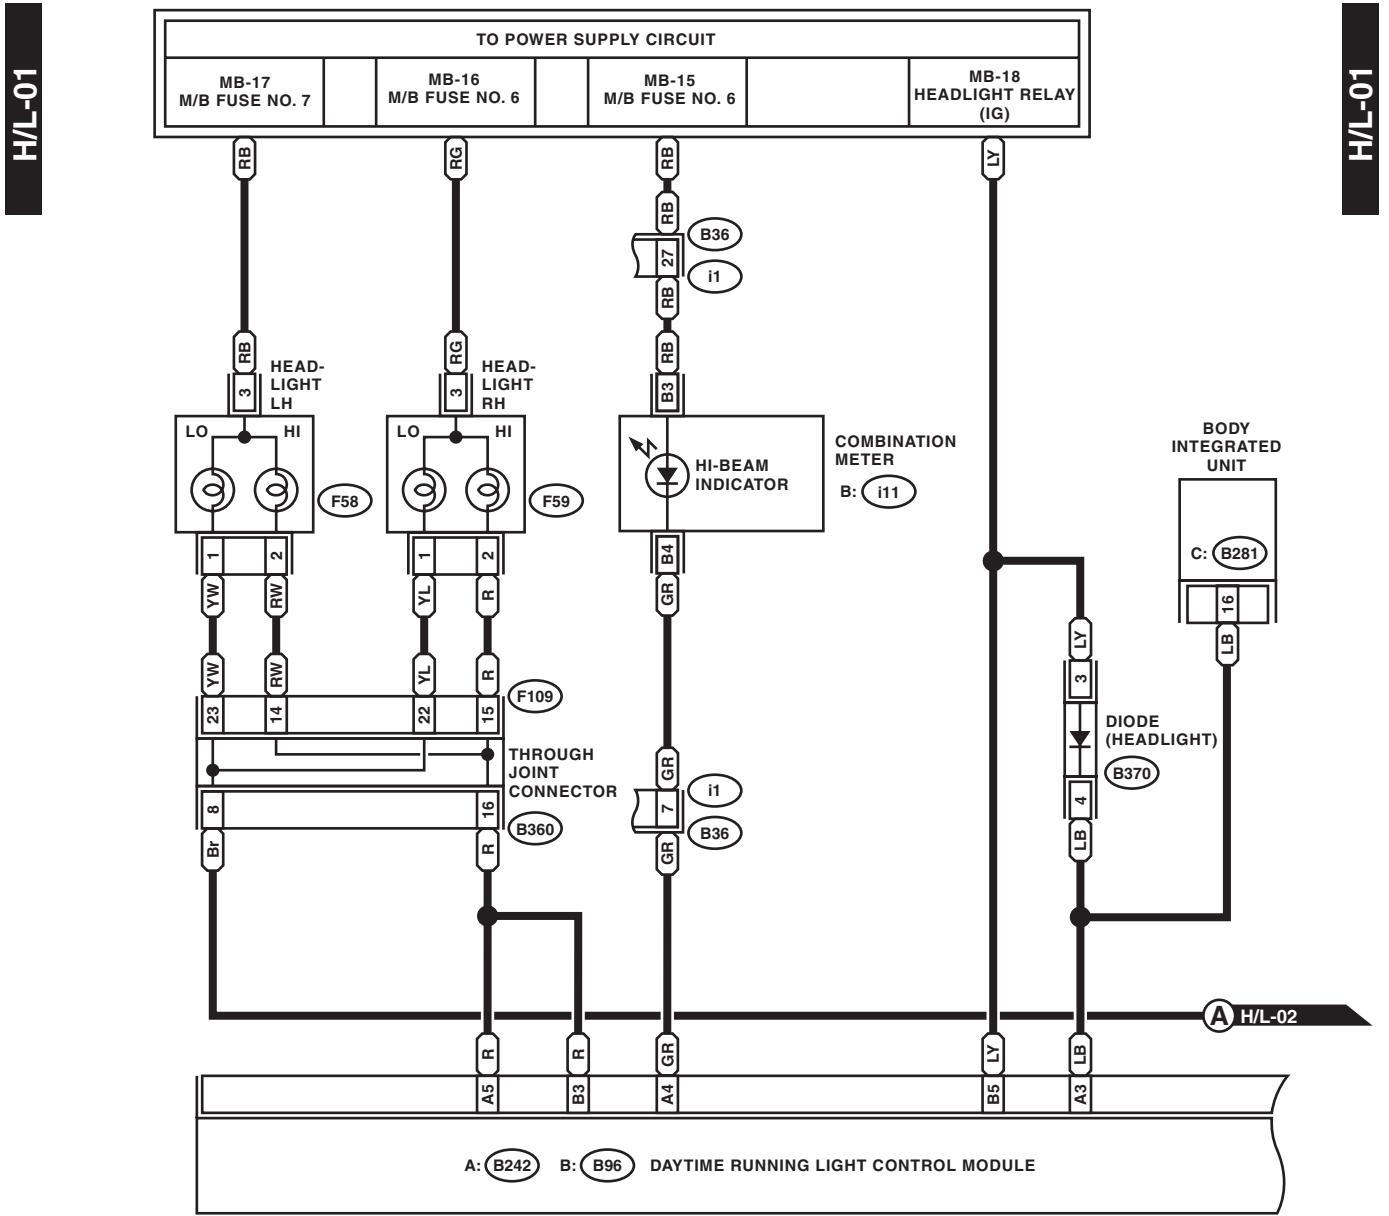 H/L-01
H/L-01
TO POWER SUPPLY CIRCUIT
MB-17
M/B FUSE NO. 7
MB-16
M/B FUSE NO. 6
MB-15
M/B FUSE NO. 6
MB-18
HEADLIGHT RELAY
(IG)
RB
RG
RB
LY
RB
B36
27
i1
RB
RB
RG
RB
HEAD-
LIGHT
LH
HEAD-
LIGHT
RH
3
3
B3
LO
HI
LO
HI
HI-BEAM
INDICATOR
COMBINATION
METER
B: i11
BODY
INTEGRATED
UNIT
F58
F59
C: B281
1
2
1
2
B4
YW
RW
YL
R
GR
16
LB
LY
YW
RW
YL
R
3
23
14
22
15
F109
DIODE
(HEADLIGHT)
B370
THROUGH
JOINT
CONNECTOR
GR
i1
7
B36
8
16
B360
4
Br
R
GR
LB
A
H/L-02
R
R
GR
LY
LB
A5
B3
A4
B5
A3
A: B242 B: B96 DAYTIME RUNNING LIGHT CONTROL MODULE